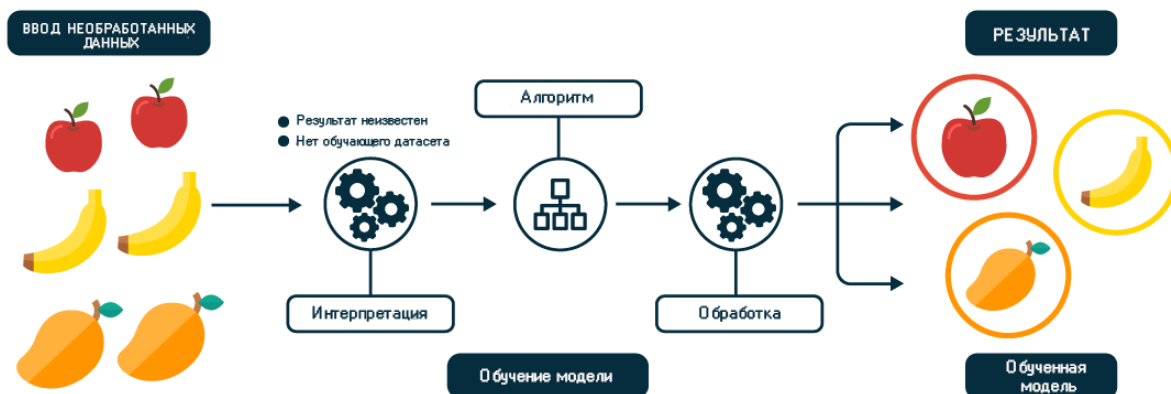 ВВОД НЕОБРАБОТАННЫХ
ДАННЫХ
РЕЗУЛЬТАТ
Алгоритм
Результат неизвестен
Нет обучающего датасета
Интерпретация
Обработка
Обучение модели
Обученная
модель